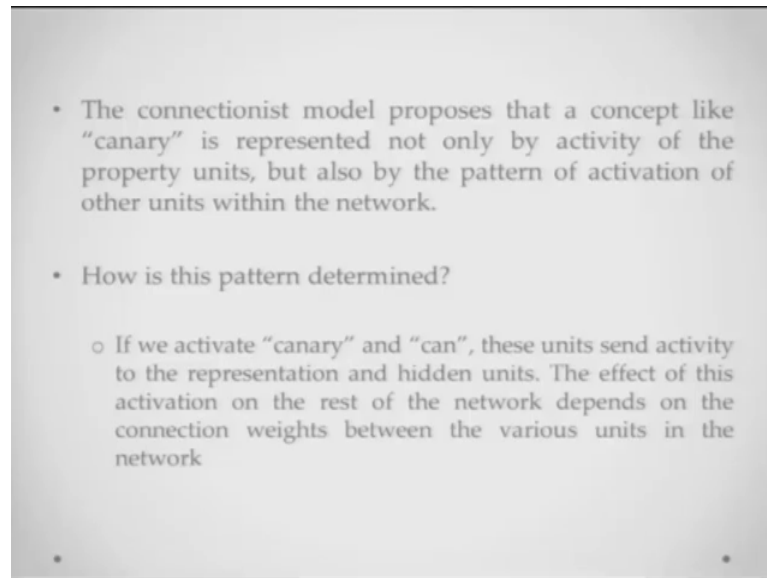 • The connectionist model proposes that a concept like
"canary" is represented not only by activity of the
property units, but also by the pattern of activation of
other units within the network.
• How is this pattern determined?
o If we activate "canary" and "can", these units send activity
to the representation and hidden units. The effect of this
activation on the rest of the network depends on the
connection weights between the various units in the
network